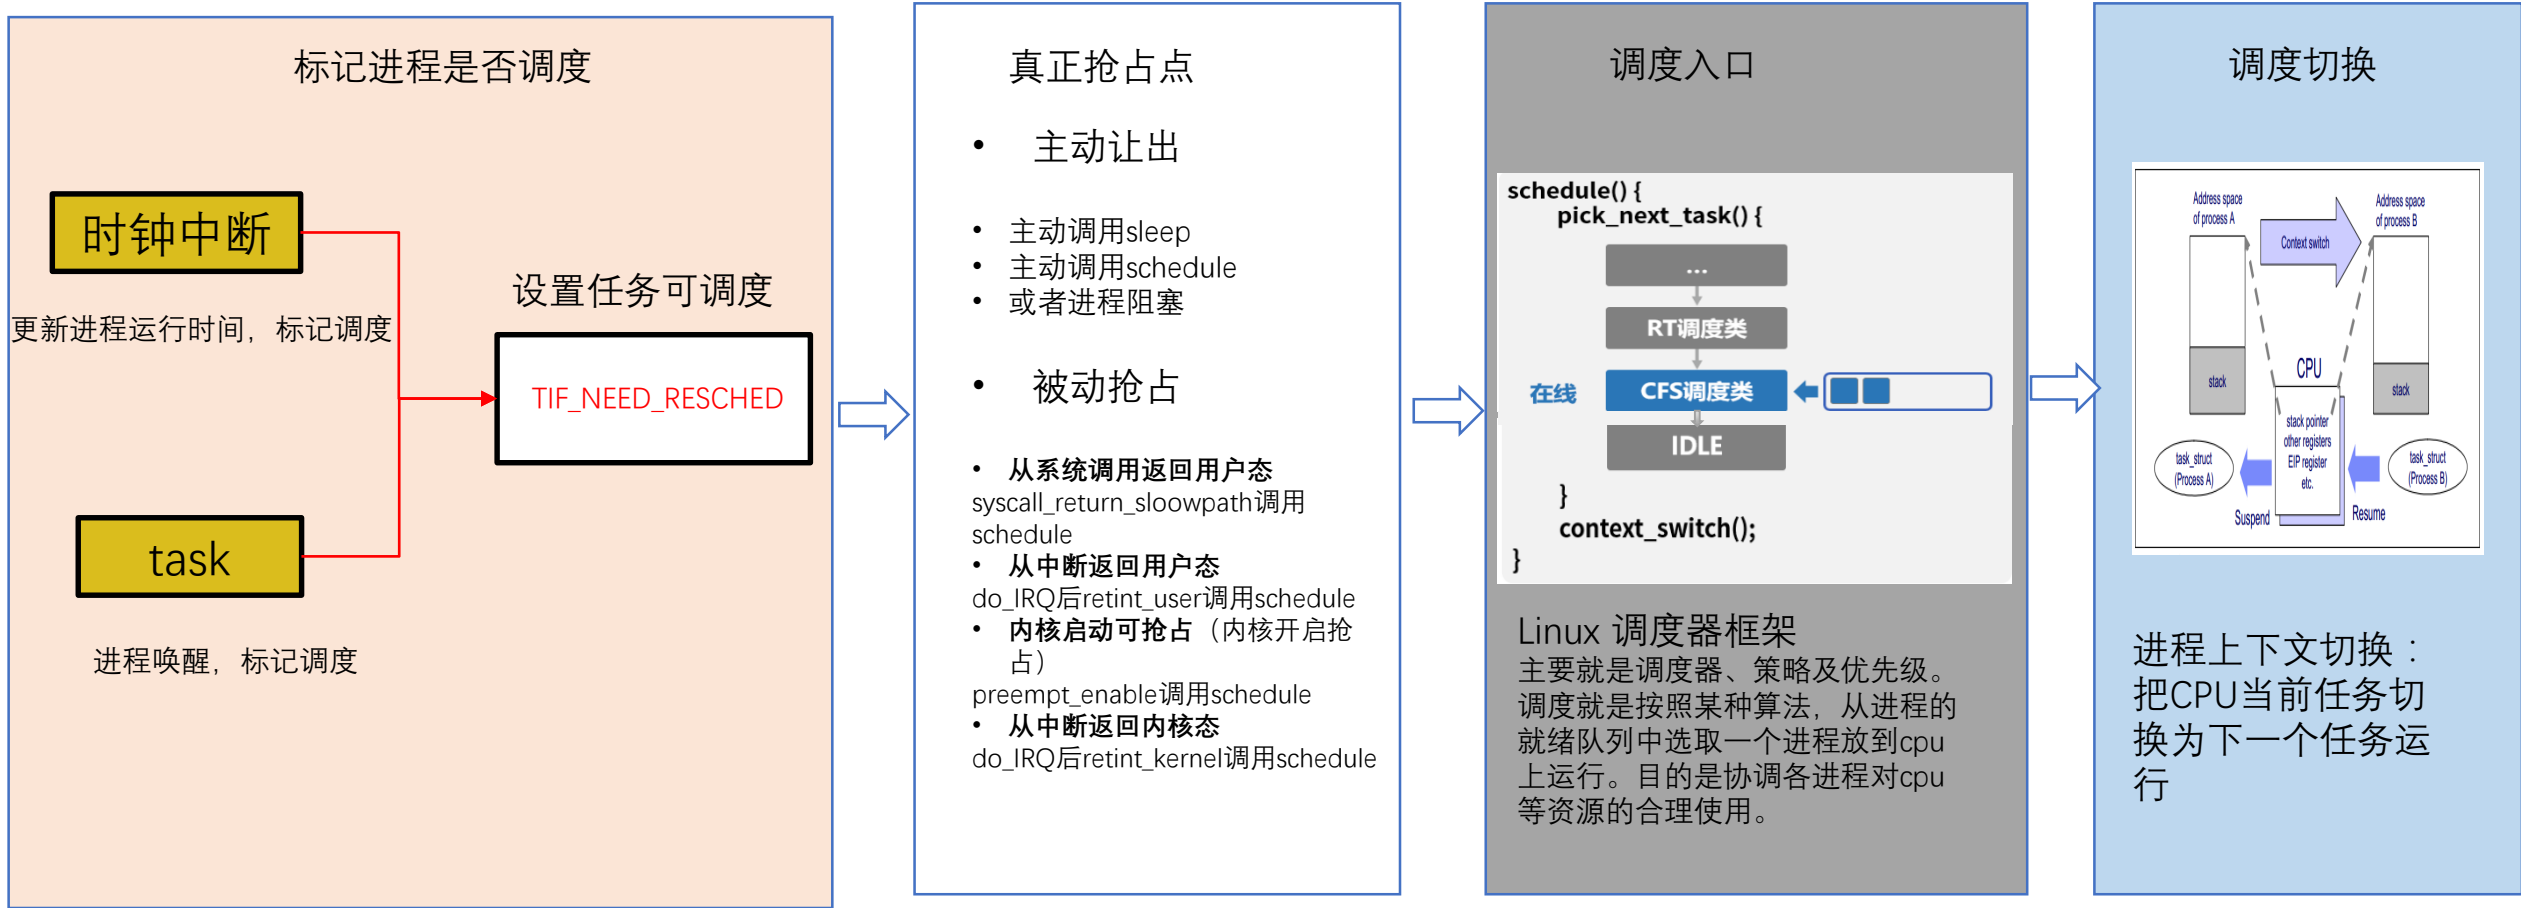 标记进程是否调度
时钟中断
更新进程运行时间，标记调度
设置任务可调度
TIF_NEED_RESCHED
task
进程唤醒，标记调度
真正抢占点
• 主动让出
• 主动调用sleep
• 主动调用schedule
• 或者进程阻塞
• 被动抢占
• 从系统调用返回用户态
syscall_return_sloowpath调用
schedule
• 从中断返回用户态
do_IRQ后retint_user调用schedule
• 内核启动可抢占（内核开启抢
占）
preempt_enable调用schedule
• 从中断返回内核态
do_IRQ后retint_kernel调用schedule
调度入口
schedule() {
pick_next_task() {
...
RT调度类
在线
CFS调度类
IDLE
}
context_switch();
}
Linux 调度器框架
主要就是调度器、策略及优先级。
调度就是按照某种算法，从进程的
就绪队列中选取一个进程放到cpu
上运行。目的是协调各进程对cpu
等资源的合理使用。
调度切换
Address space
of process A
Context switch
Address space
of process B
stack
CPU
stack
stack pointer
other registers
EIP register
etc.
task_struct
(Process A)
task_struct
(Process B)
Suspend
Resume
进程上下文切换：
把CPU当前任务切
换为下一个任务运
行